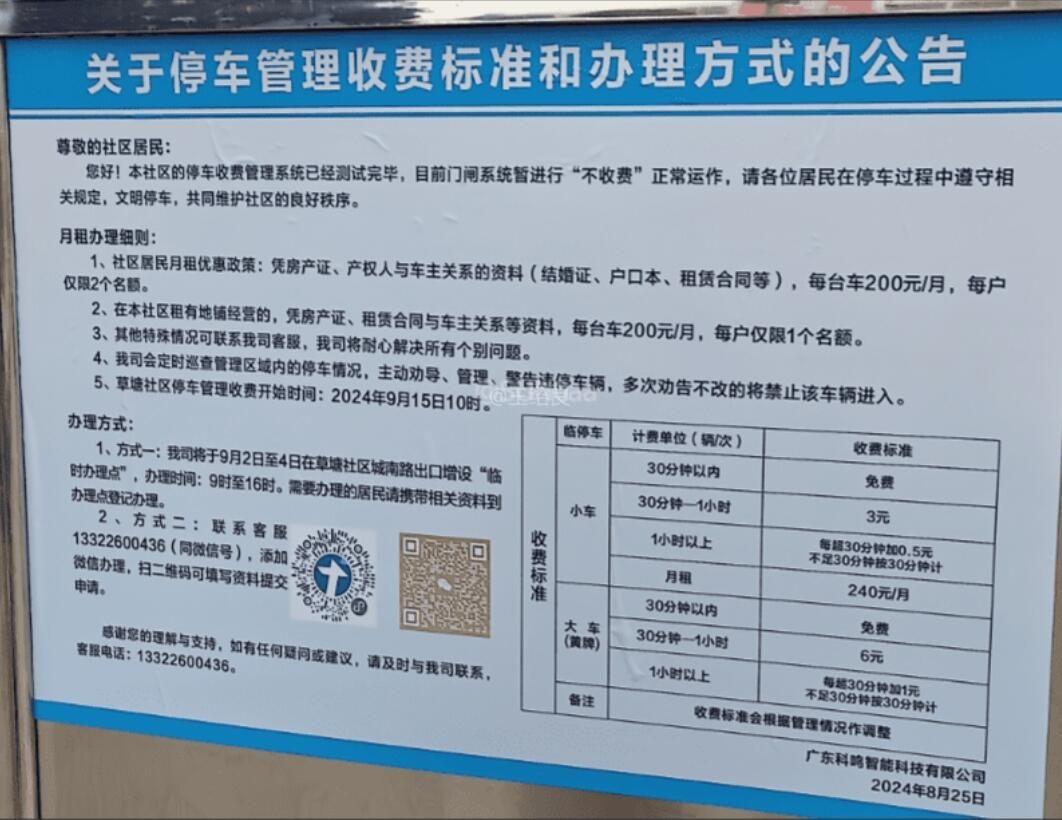 关于停车管理收费标准和办理方式的公告
尊敬的社区居民：
您好！本社区的停车收费管理系统已经测试完毕，目前门闸系统暂进行“不收费”正常运作，请各位居民在停车过程中遵守相
关规定，文明停车，共同维护社区的良好秩序。
月租办理细则：
1、社区居民月租优惠政策：凭房产证、产权人与车主关系的资料（结婚证、户口本、租赁合同等），每台车200元/月，每户
仅限2个名额。
2、在本社区租有地铺经营的，凭房产证、租赁合同与车主关系等资料，每台车200元/月，每户仅限1个名额。
3、其他特殊情况可联系我司客服，我司将耐心解决所有个别问题。
4、我司会定时巡查管理区域内的停车情况，主动劝导、管理、警告违停车辆，多次劝告不改的将禁止该车辆进入。
5、草塘社区停车管理收费开始时间：2024年9月15日10时。
办理方式：
1、方式一：我司将于9月2日至4日在草塘社区城南路出口增设“临
时办理点”，办理时间：9时至16时。需要办理的居民请携带相关资料到
办理点登记办理。
2、方式二：联系客服
13322600436（同微信号），添加
微信办理，扫二维码可填写资料提交
申请。
感谢您的理解与支持，如有任何疑问或建议，请及时与我司联系，
客服电话：13322600436。
收费标准
临停车 计费单位（辆/次） 收费标准
小车
30分钟以内 免费
30分钟—1小时 3元
1小时以上 每超30分钟加0.5元
不足30分钟按30分钟计
月租 240元/月
大车
(黄牌)
30分钟以内 免费
30分钟—1小时 6元
1小时以上 每超30分钟加1元
不足30分钟按30分钟计
备注 收费标准会根据管理情况作调整
广东科鸣智能科技有限公司
2024年8月25日